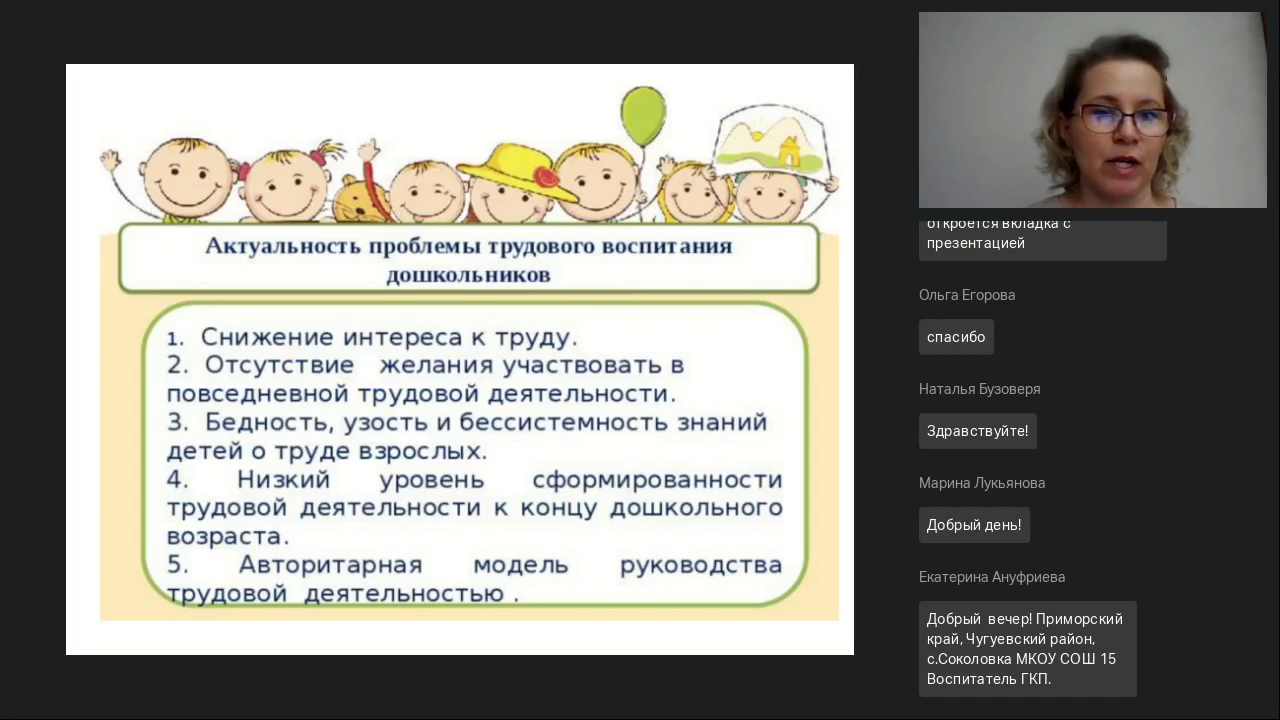 Актуальность проблемы трудового воспитания
дошкольников
1. Снижение интереса к труду.
2. Отсутствие желания участвовать в
повседневной трудовой деятельности.
3. Бедность, узость и бессистемность знаний
детей о труде взрослых.
4. Низкий уровень сформированности
трудовой деятельности к концу дошкольного
возраста.
5. Авторитарная модель руководства
трудовой деятельностью .
откроется вкладка с
презентацией
Ольга Егорова
спасибо
Наталья Бузоверя
Здравствуйте!
Марина Лукьянова
Добрый день!
Екатерина Ануфриева
Добрый вечер! Приморский
край, Чугуевский район,
с.Соколовка МКОУ СОШ 15
Воспитатель ГКП.